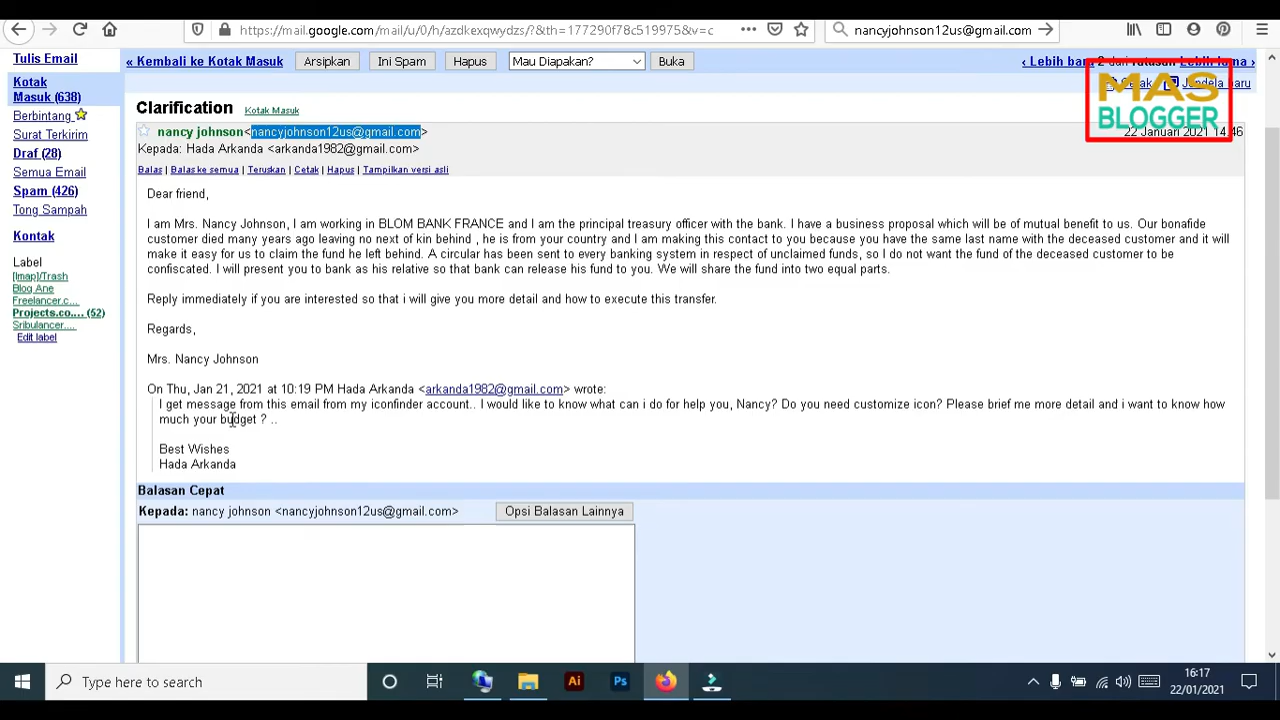 https://mail.google.com/mail/u/0/h/azdkexqwydzs/?&th=177290f78c519975&v=c
nancyjohnson12us@gmail.com
Tulis Email
Kotak
Masuk (638)
Berbintang
Surat Terkirim
Draf (28)
Semua Email
Spam (426)
Tong Sampah
Kontak
Label
[Imap]/Trash
Blog Ane
Freelancer.c...
Projects.co.... (52)
Sribulancer....
Edit label
« Kembali ke Kotak Masuk Arsipkan Ini Spam Hapus Mau Diapakan? Buka
‹ Lebih baru 2 dari ratusan Lebih lama ›
Cetak Jendela baru
MAS
BLOGGER
Clarification Kotak Masuk
nancy johnson<nancyjohnson12us@gmail.com>
22 Januari 2021 14.46
Kepada: Hada Arkanda <arkanda1982@gmail.com>
Balas | Balas ke semua | Teruskan | Cetak | Hapus | Tampilkan versi asli
Dear friend,
I am Mrs. Nancy Johnson, I am working in BLOM BANK FRANCE and I am the principal treasury officer with the bank. I have a business proposal which will be of mutual benefit to us. Our bonafide
customer died many years ago leaving no next of kin behind , he is from your country and I am making this contact to you because you have the same last name with the deceased customer and it will
make it easy for us to claim the fund he left behind. A circular has been sent to every banking system in respect of unclaimed funds, so I do not want the fund of the deceased customer to be
confiscated. I will present you to bank as his relative so that bank can release his fund to you. We will share the fund into two equal parts.
Reply immediately if you are interested so that i will give you more detail and how to execute this transfer.
Regards,
Mrs. Nancy Johnson
On Thu, Jan 21, 2021 at 10:19 PM Hada Arkanda <arkanda1982@gmail.com> wrote:
I get message from this email from my iconfinder account.. I would like to know what can i do for help you, Nancy? Do you need customize icon? Please brief me more detail and i want to know how
much your budget ? ..
Best Wishes
Hada Arkanda
Balasan Cepat
Kepada: nancy johnson <nancyjohnson12us@gmail.com> Opsi Balasan Lainnya
Type here to search
Ai
Ps
16:17
22/01/2021